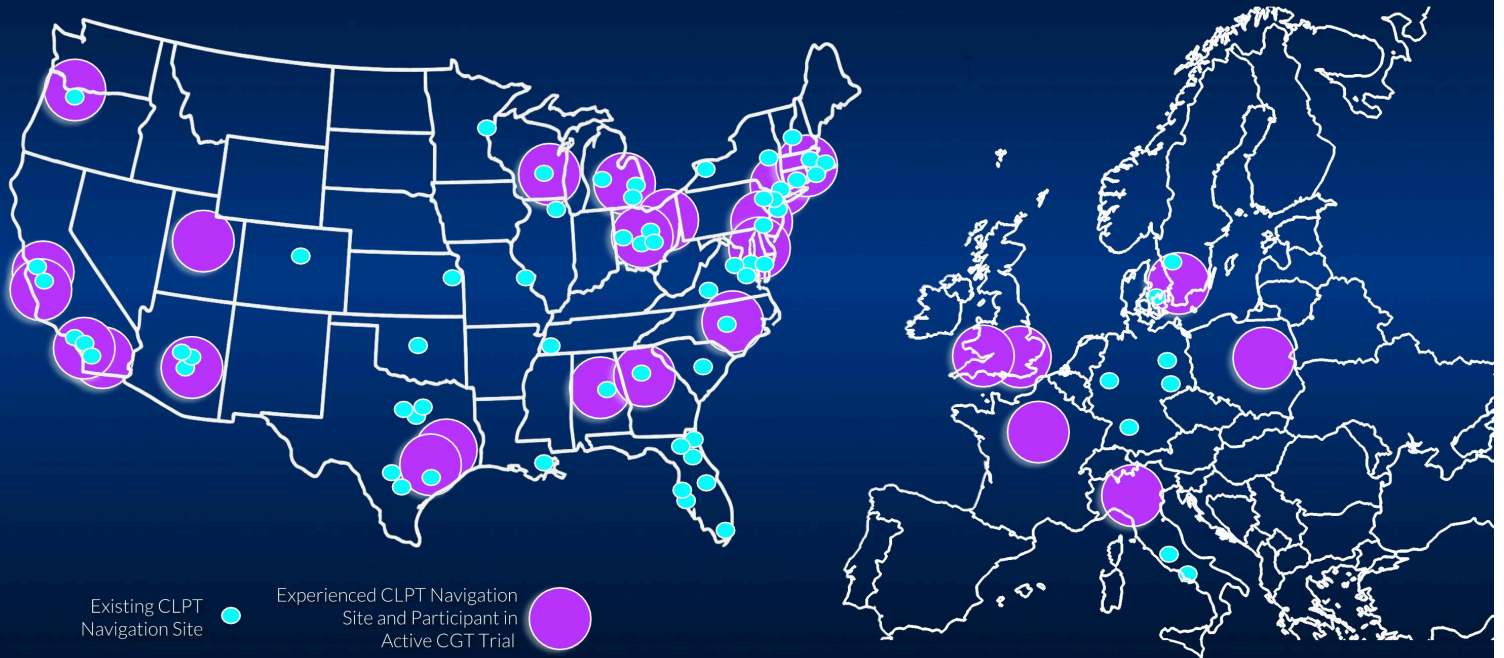 Existing CLPT
Navigation Site
Experienced CLPT Navigation
Site and Participant in
Active CGT Trial